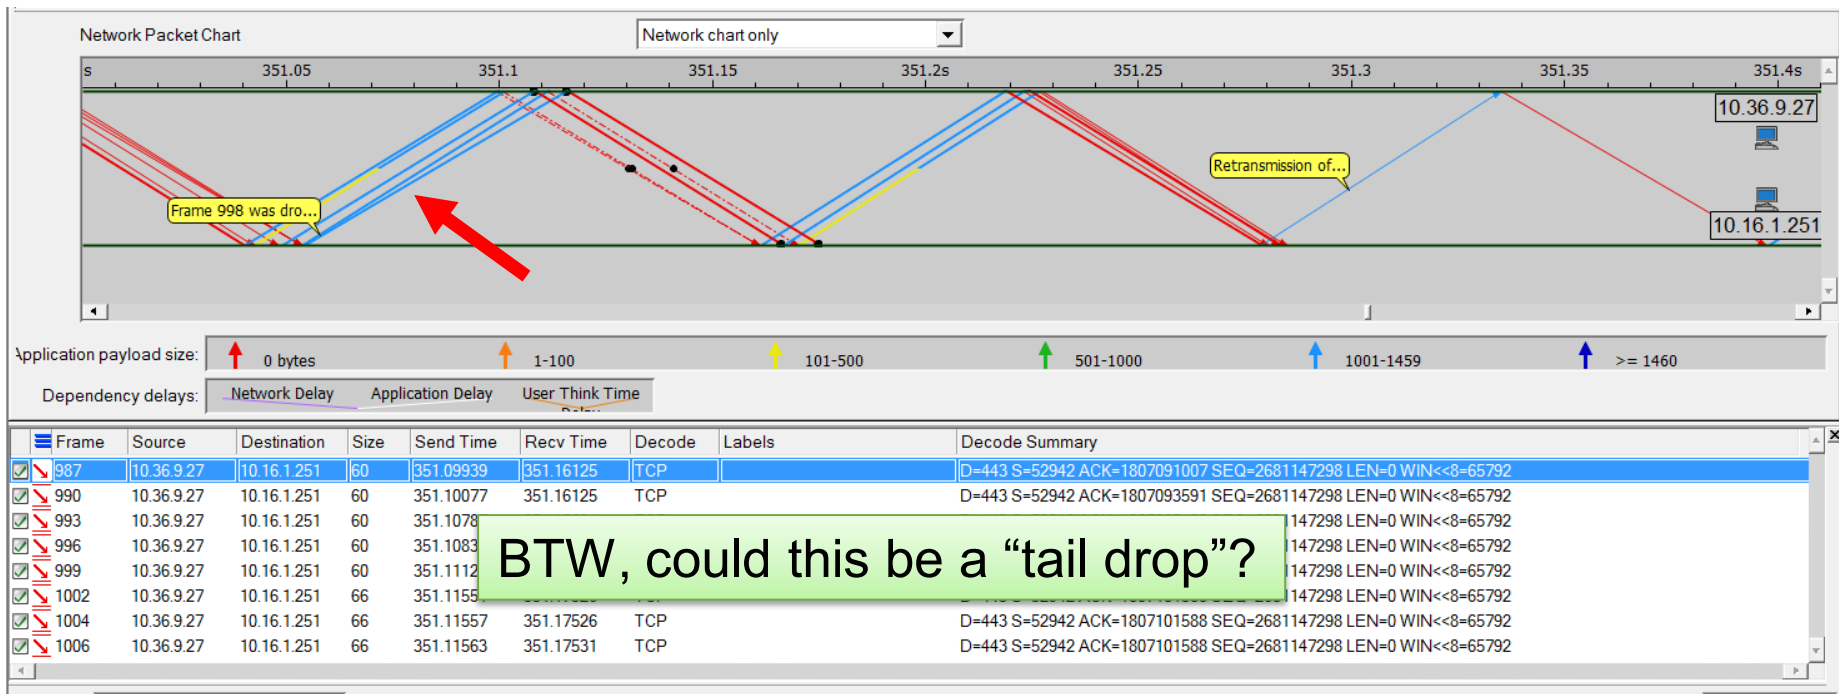 Network Packet Chart
Network chart only
s 351.05 351.1 351.15 351.2s 351.25 351.3 351.35 351.4s
10.36.9.27
Retransmission of...
Frame 998 was dro...
10.16.1.251
Application payload size: 0 bytes 1-100 101-500 501-1000 1001-1459 >= 1460
Dependency delays: Network Delay Application Delay User Think Time
Frame Source Destination Size Send Time Recv Time Decode Labels Decode Summary
987 10.36.9.27 10.16.1.251 60 351.09939 351.16125 TCP D=443 S=52942 ACK=1807091007 SEQ=2681147298 LEN=0 WIN<<8=65792
990 10.36.9.27 10.16.1.251 60 351.10077 351.16125 TCP D=443 S=52942 ACK=1807093591 SEQ=2681147298 LEN=0 WIN<<8=65792
993 10.36.9.27 10.16.1.251 60 351.1078 147298 LEN=0 WIN<<8=65792
996 10.36.9.27 10.16.1.251 60 351.1083 147298 LEN=0 WIN<<8=65792
BTW, could this be a “tail drop”?
999 10.36.9.27 10.16.1.251 60 351.1112 147298 LEN=0 WIN<<8=65792
1002 10.36.9.27 10.16.1.251 66 147298 LEN=0 WIN<<8=65792
1004 10.36.9.27 10.16.1.251 66 351.11557 351.17526 TCP D=443 S=52942 ACK=1807101588 SEQ=2681147298 LEN=0 WIN<<8=65792
1006 10.36.9.27 10.16.1.251 66 351.11563 351.17531 TCP D=443 S=52942 ACK=1807101588 SEQ=2681147298 LEN=0 WIN<<8=65792